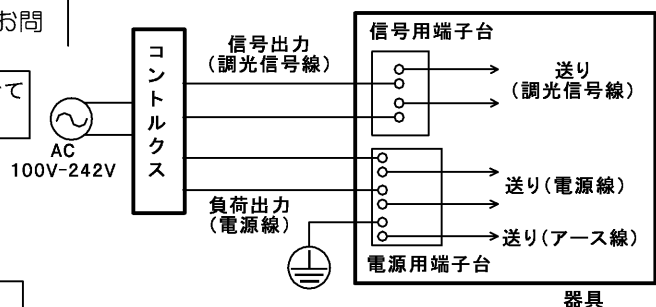 お問
て
AC
100V-242V
コントルクス
信号出力
(調光信号線)
負荷出力
(電源線)
信号用端子台
送り
(調光信号線)
送り(電源線)
送り(アース線)
電源用端子台
器具